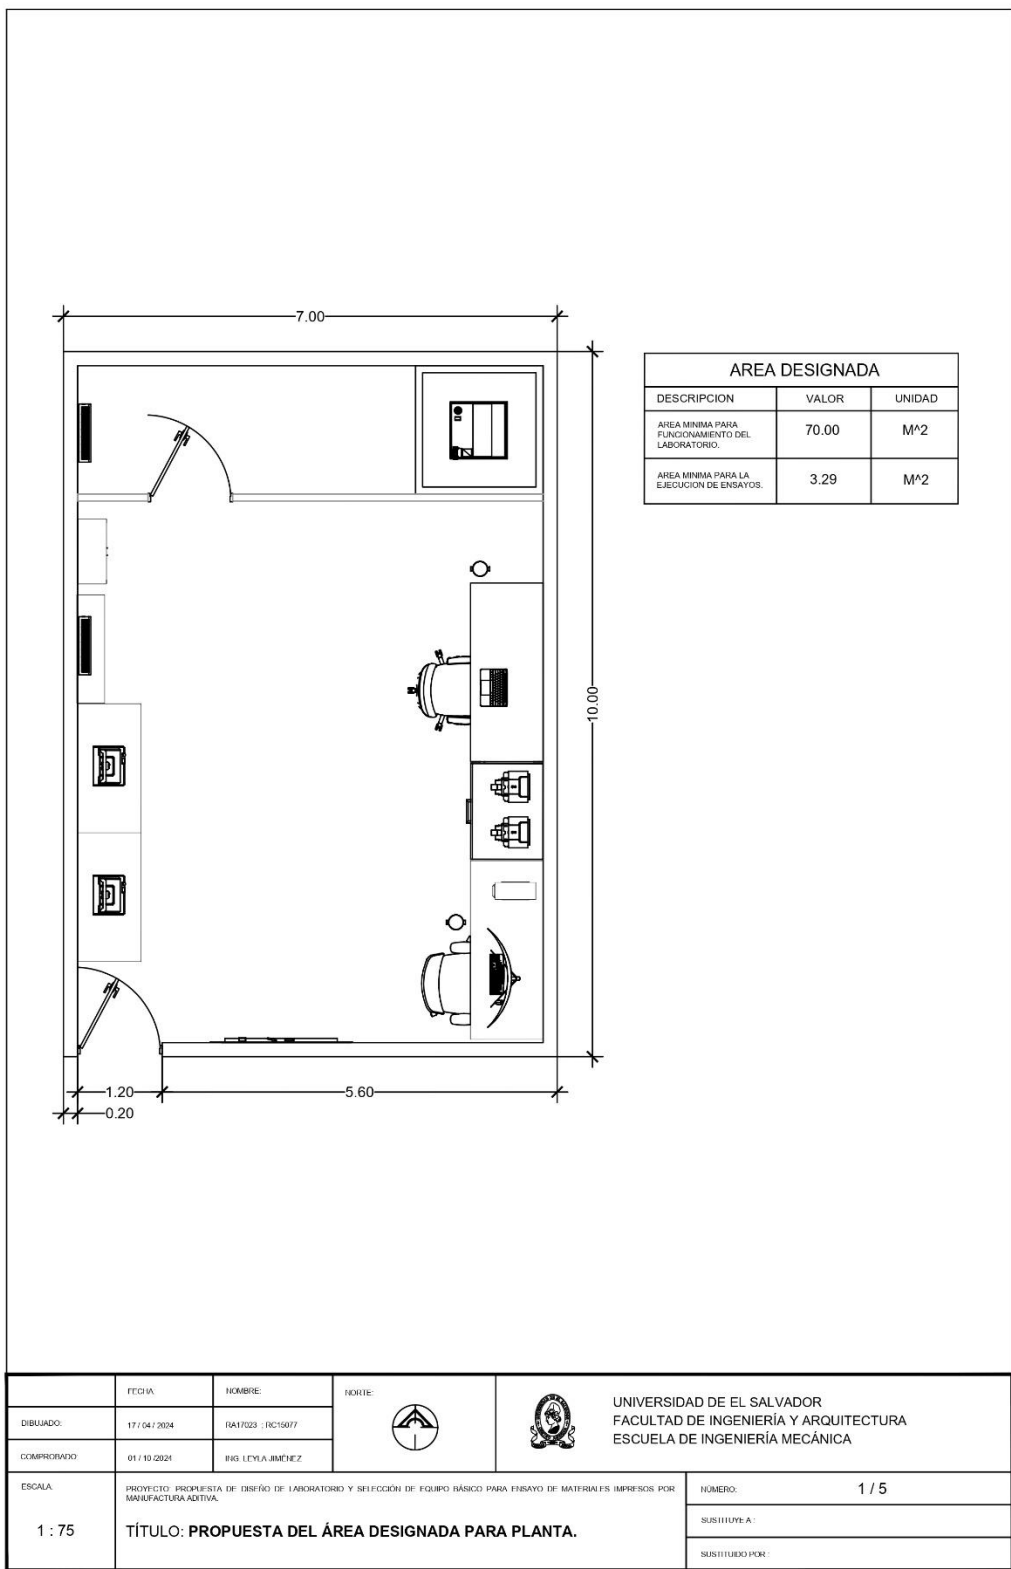 7.00
10.00
1.20
5.60
0.20
AREA DESIGNADA
DESCRIPCION VALOR UNIDAD
AREA MINIMA PARA
FUNCIONAMIENTO DEL
LABORATORIO.
70.00 M^2
AREA MINIMA PARA LA
EJECUCION DE ENSAYOS.
3.29 M^2
FECHA: NOMBRE: NORTE:
DIBUJADO: 17 / 04 / 2024 RA17023 ; RC15077
COMPROBADO: 01 / 10 /2024 ING. LEYLA JIMÉNEZ
UNIVERSIDAD DE EL SALVADOR
FACULTAD DE INGENIERÍA Y ARQUITECTURA
ESCUELA DE INGENIERÍA MECÁNICA
ESCALA:
1 : 75
PROYECTO: PROPUESTA DE DISEÑO DE LABORATORIO Y SELECCIÓN DE EQUIPO BÁSICO PARA ENSAYO DE MATERIALES IMPRESOS POR
MANUFACTURA ADITIVA.
TÍTULO: PROPUESTA DEL ÁREA DESIGNADA PARA PLANTA.
NÚMERO: 1 / 5
SUSTITUYE A :
SUSTITUIDO POR :